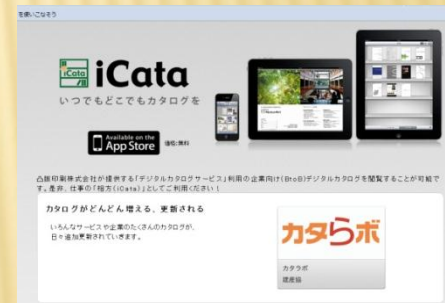 を使いこなそう
iCata
iCata
いつでもどこでもカタログを
Available on the
App Store
価格:無料
凸版印刷株式会社が提供する「デジタルカタログサービス」利用の企業向け(BtoB)デジタルカタログを閲覧することが可能で
す。是非、仕事の「相方(iCata)」としてご利用ください!
カタログがどんどん増える、更新される
いろんなサービスや企業のたくさんのカタログが、
日々追加更新されていきます。
カタらボ
カタラボ
建産協